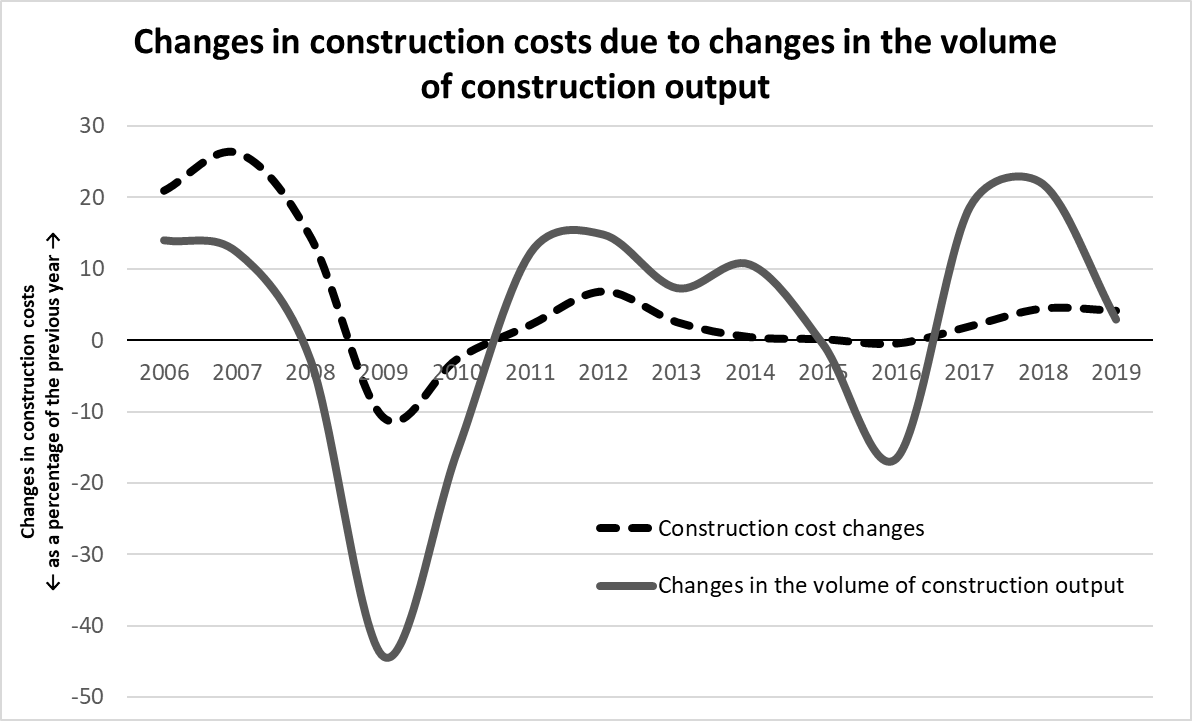 Changes in construction costs due to changes in the volume
of construction output
Changes in construction costs
← as a percentage of the previous year →
30
20
10
0
-10
-20
-30
-40
-50
2006 2007 2008 2009 2010 2011 2012 2013 2014 2015 2016 2017 2018 2019
Construction cost changes
Changes in the volume of construction output